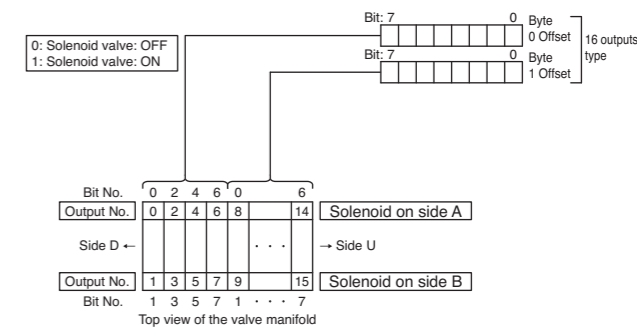 Bit: 7 0 Byte
0 Offset
Bit: 7 0 Byte
1 Offset
16 outputs
type
0: Solenoid valve: OFF
1: Solenoid valve: ON
Bit No. 0 2 4 6 0 6
Output No. 0 2 4 6 8 14 Solenoid on side A
Side D ← · · · → Side U
Output No. 1 3 5 7 9 15 Solenoid on side B
Bit No. 1 3 5 7 1 · · · 7
Top view of the valve manifold